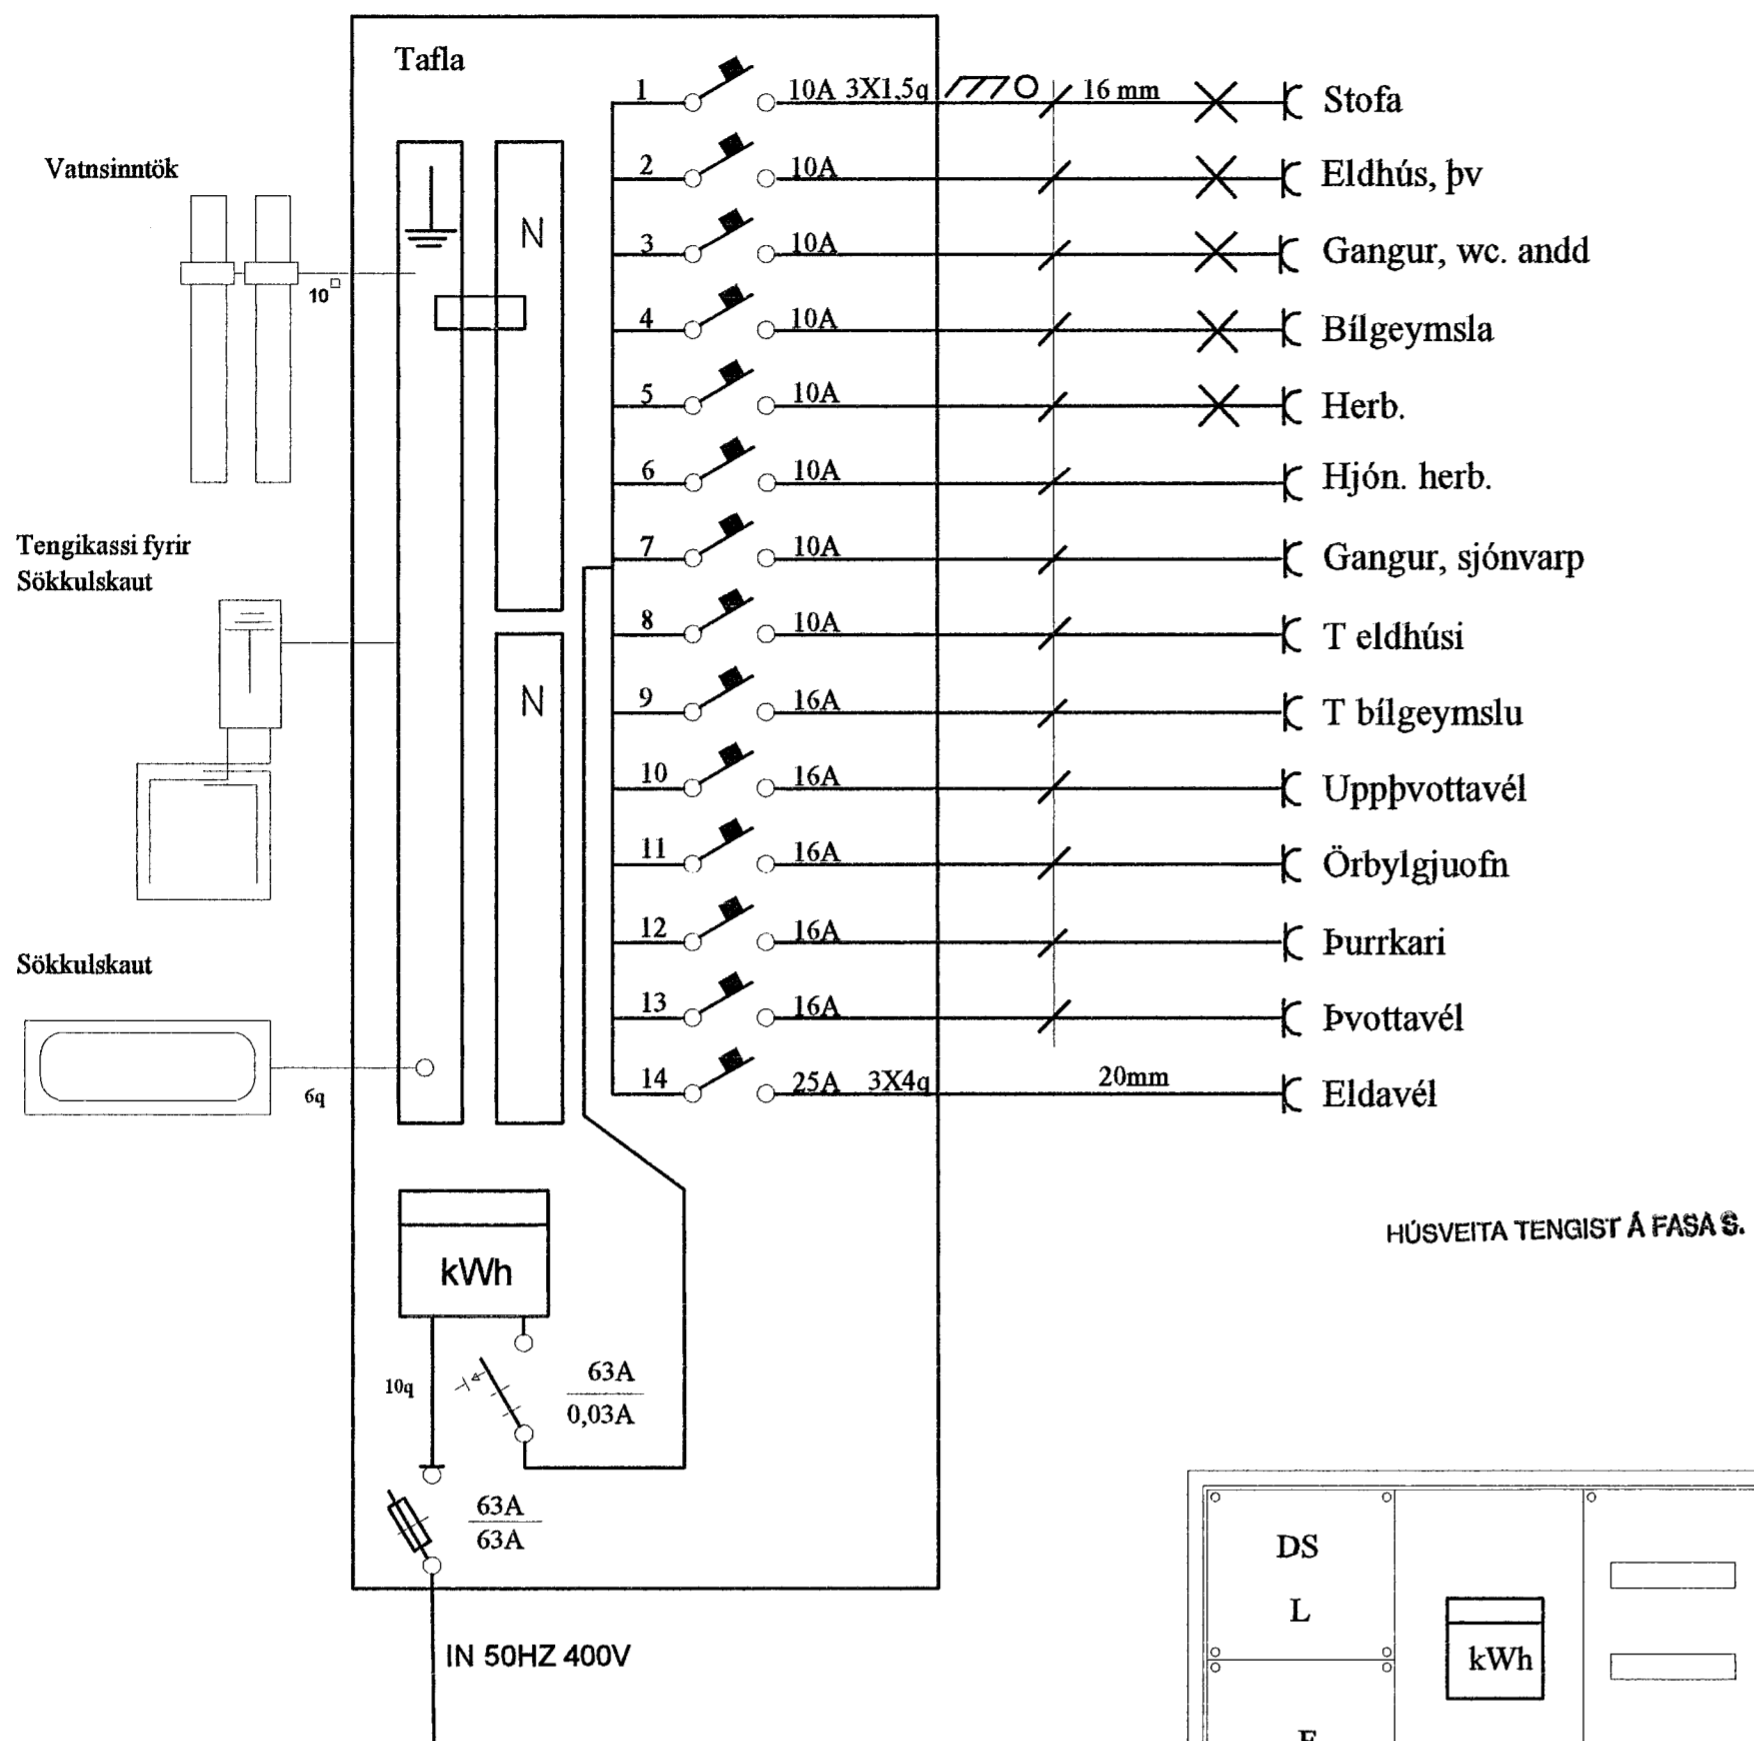 Tafla
1 10A 3X1,5q 16 mm Stofa
2 10A Eldhús, þv
3 10A Gangur, wc. andd
4 10A Bílgeymsla
5 10A Herb.
6 10A Hjón. herb.
7 10A Gangur, sjónvarp
8 10A T eldhúsi
9 16A T bílgeymslu
10 16A Uppþvottavél
11 16A Örbylgjuofn
12 16A Þurrkari
13 16A Þvottavél
14 25A 3X4q 20mm Eldavél
Vatnsinntök
10
N
Tengikassi fyrir
Sökkulskaut
N
Sökkulskaut
6q
HÚSVEITA TENGIST Á FASA S.
kWh
10q
63A
0,03A
63A
63A
IN 50HZ 400V
DS
L
kWh